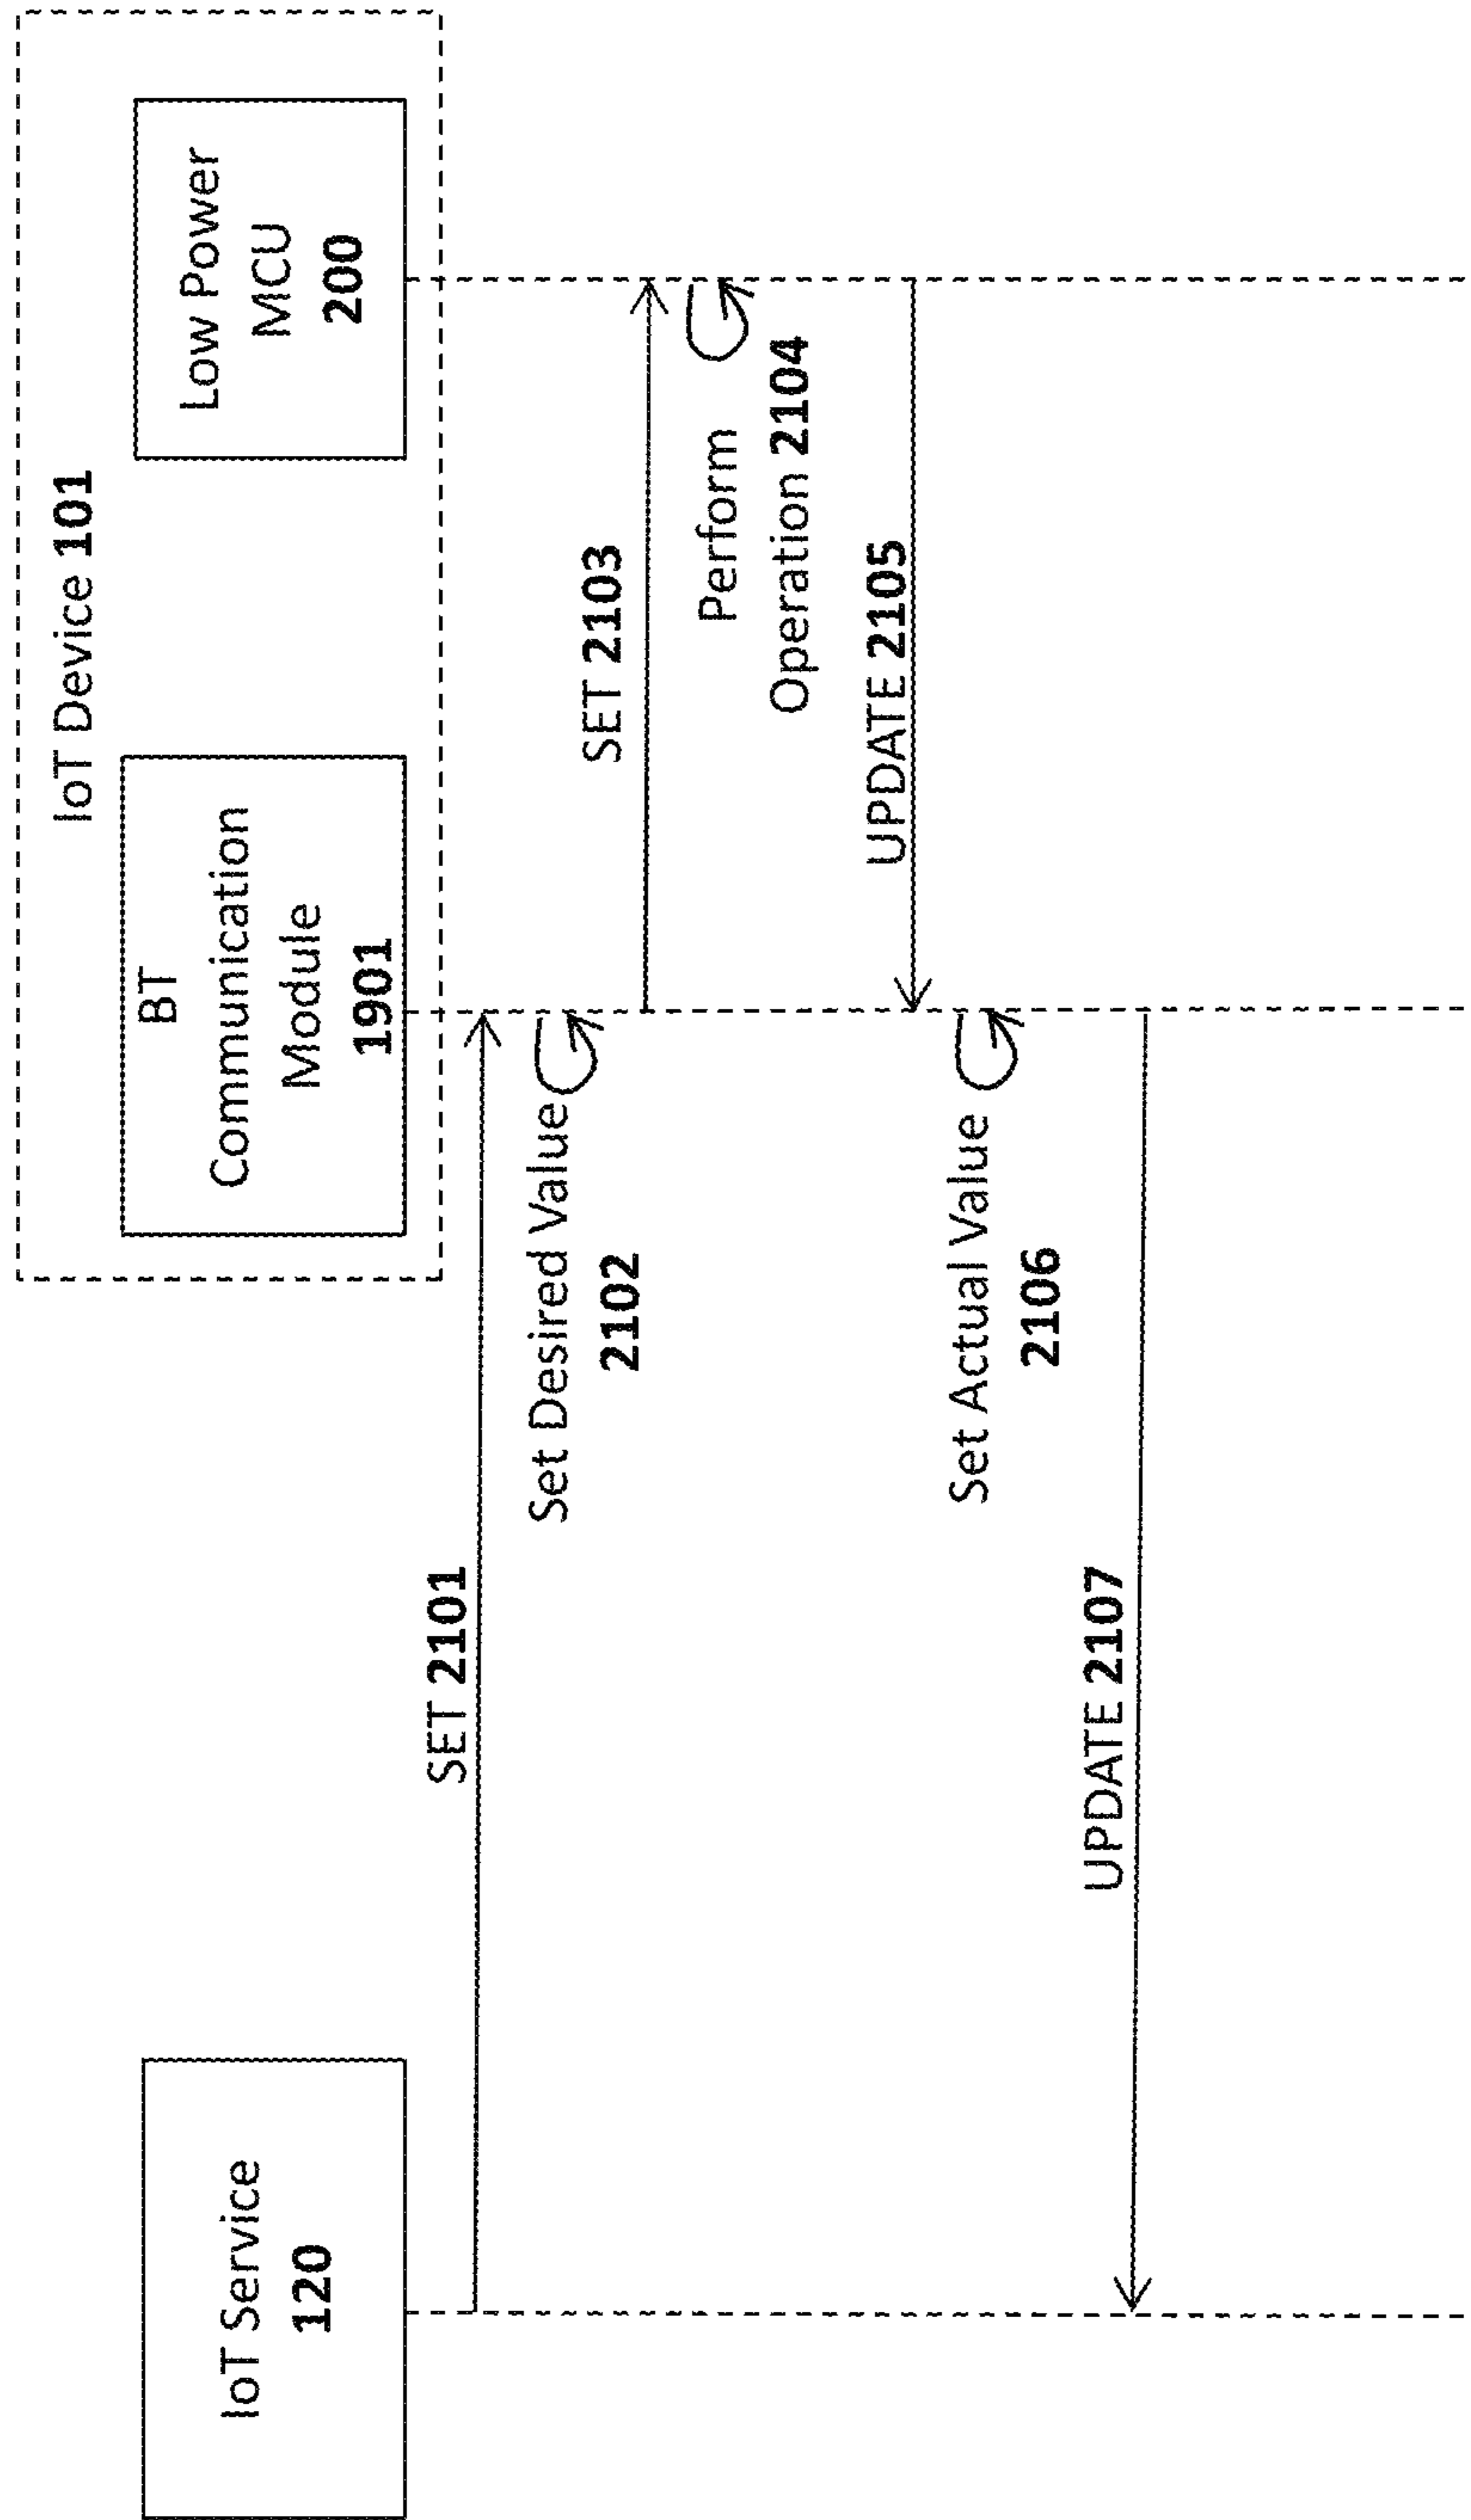 IoT Device 101
IoT Service
120
BT
Communication
Module
1901
Low Power
MCU
200
SET 2101
Set Desired Value
2102
SET 2103
Perform
Operation 2104
UPDATE 2105
Set Actual Value
2106
UPDATE 2107